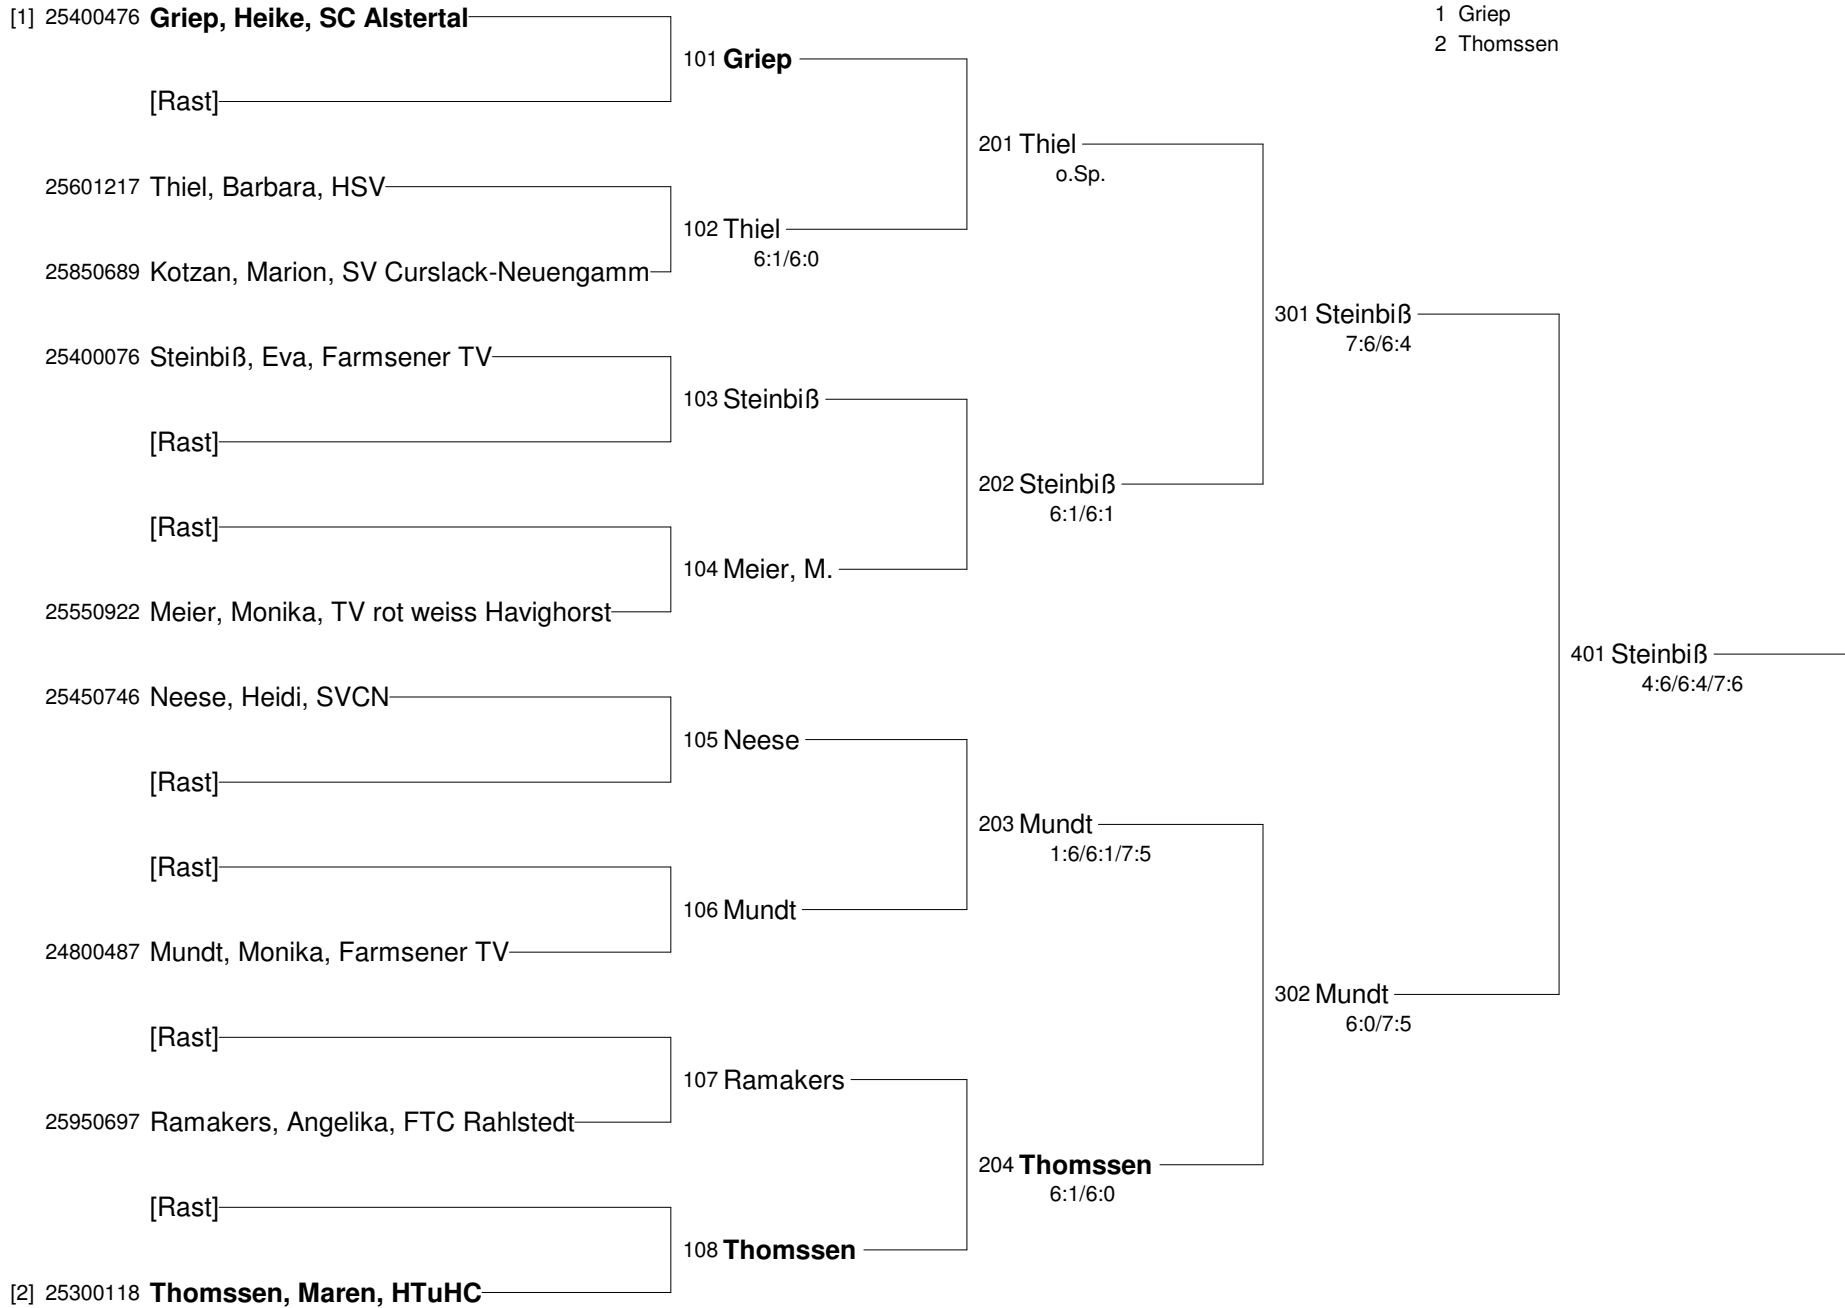 [1] 25400476 Griep, Heike, SC Alstertal
1 Griep
2 Thomssen
101 Griep
[Rast]
201 Thiel
o.Sp.
25601217 Thiel, Barbara, HSV
102 Thiel
6:1/6:0
25850689 Kotzan, Marion, SV Curslack-Neuengamm
301 Steinbiß
7:6/6:4
25400076 Steinbiß, Eva, Farmsener TV
103 Steinbiß
[Rast]
202 Steinbiß
6:1/6:1
[Rast]
104 Meier, M.
25550922 Meier, Monika, TV rot weiss Havighorst
401 Steinbiß
4:6/6:4/7:6
25450746 Neese, Heidi, SVCN
105 Neese
[Rast]
203 Mundt
1:6/6:1/7:5
[Rast]
106 Mundt
24800487 Mundt, Monika, Farmsener TV
302 Mundt
6:0/7:5
[Rast]
107 Ramakers
25950697 Ramakers, Angelika, FTC Rahlstedt
204 Thomssen
6:1/6:0
[Rast]
108 Thomssen
[2] 25300118 Thomssen, Maren, HTuHC